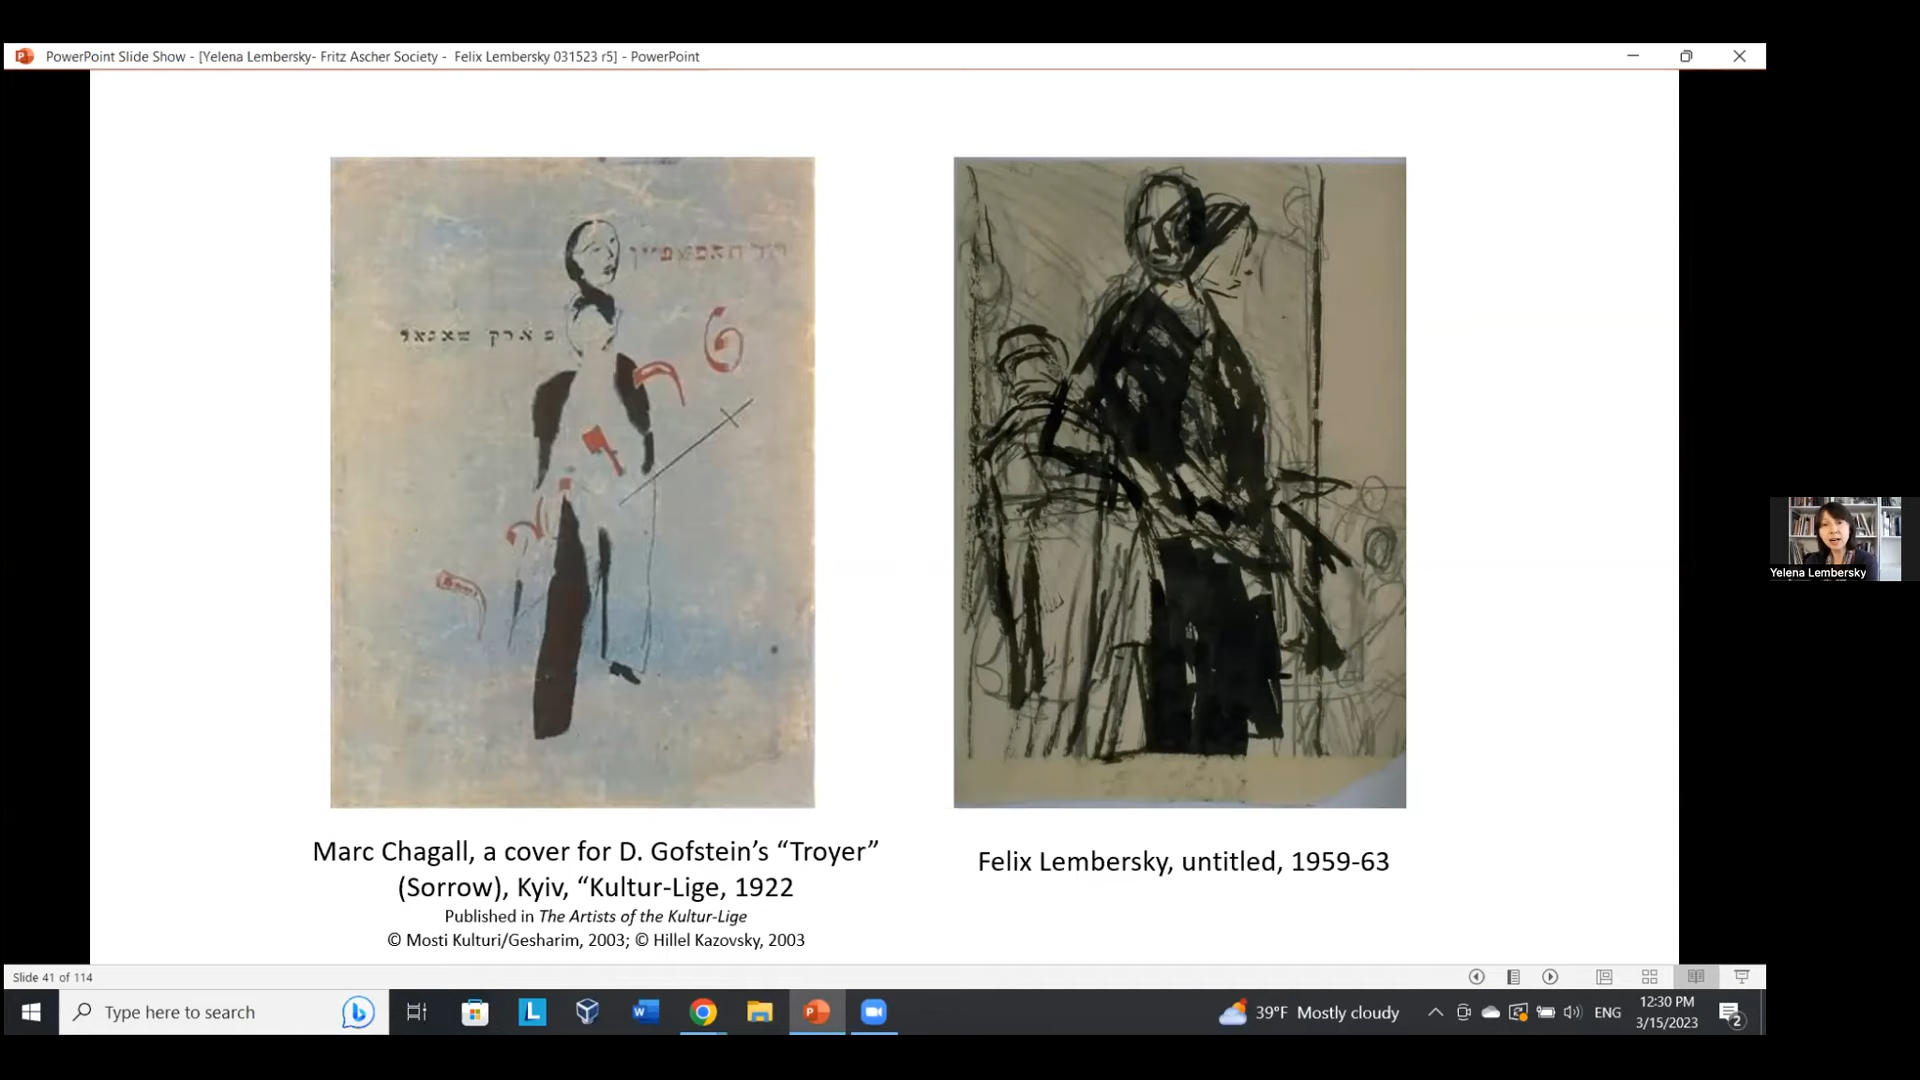 PowerPoint Slide Show - [Yelena Lembersky- Fritz Ascher Society -  Felix Lembersky 031523 r5] - PowerPoint
מארק שאגאל
Marc Chagall, a cover for D. Gofstein’s “Troyer”
(Sorrow), Kyiv, “Kultur-Lige, 1922
Published in The Artists of the Kultur-Lige
© Mosti Kulturi/Gesharim, 2003; © Hillel Kazovsky, 2003
Felix Lembersky, untitled, 1959-63
Yelena Lembersky
Slide 41 of 114
Type here to search
39°F Mostly cloudy
ENG
12:30 PM
3/15/2023
2